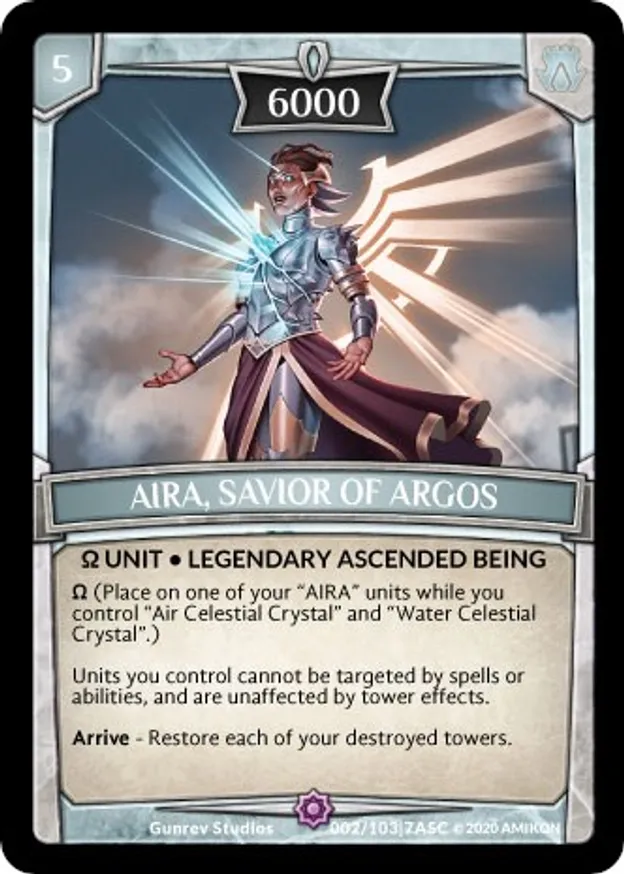 5
6000
AIRA, SAVIOR OF ARGOS
Ω UNIT • LEGENDARY ASCENDED BEING
Ω (Place on one of your “AIRA” units while you
control “Air Celestial Crystal” and “Water Celestial
Crystal”.)
Units you control cannot be targeted by spells or
abilities, and are unaffected by tower effects.
Arrive - Restore each of your destroyed towers.
Gunrev Studios 002/103|7ASC © 2020 AMIKON